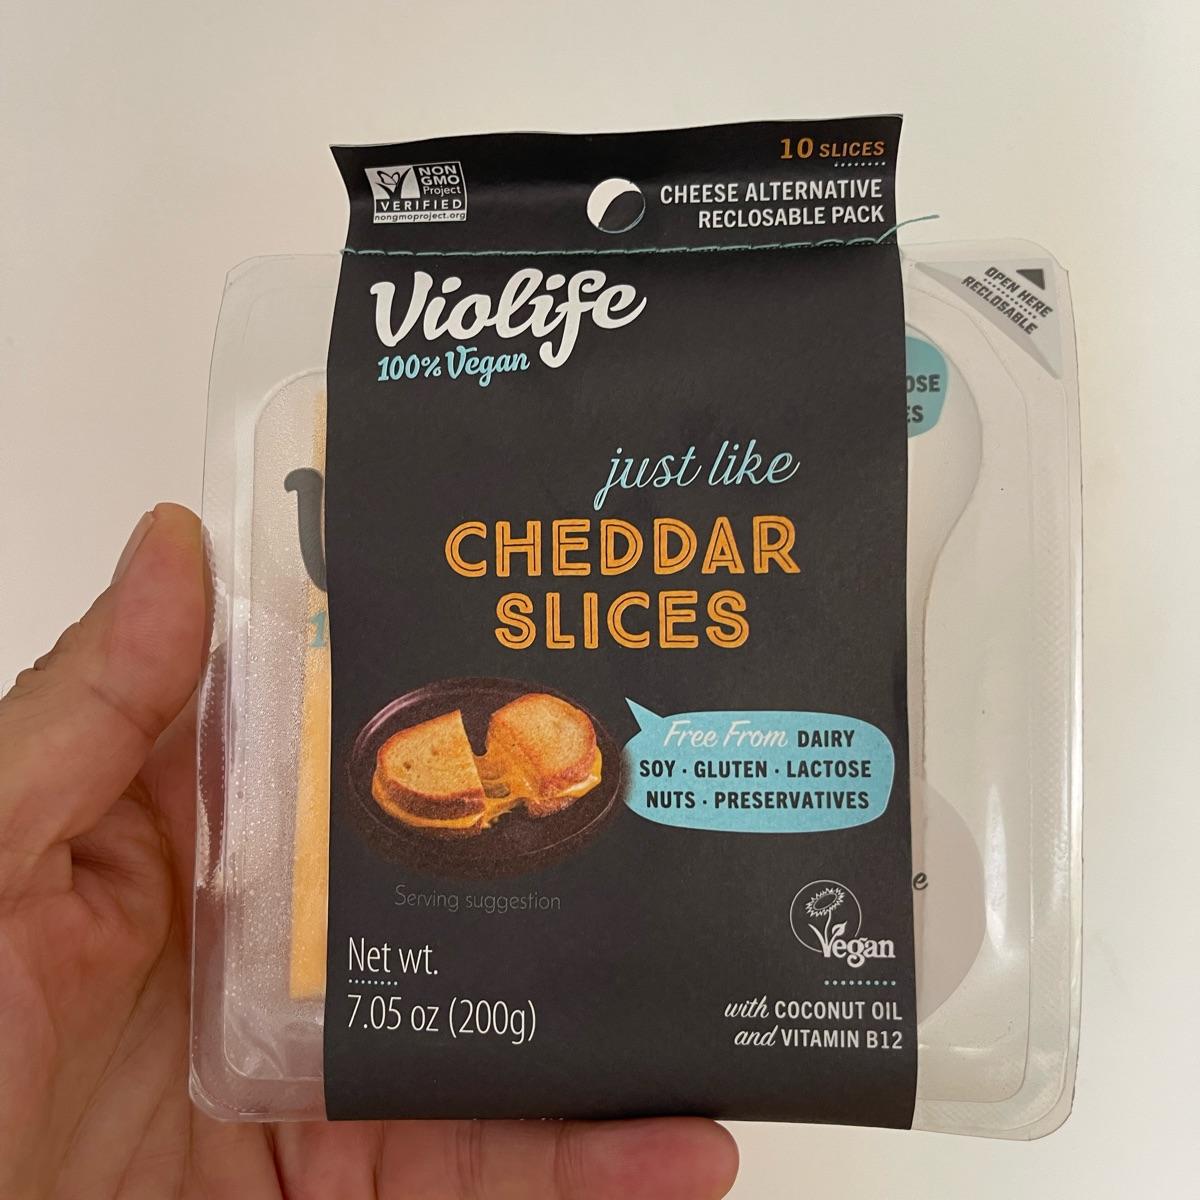 10 SLICES
NON
GMO
Project
VERIFIED
nongmoproject.org
CHEESE ALTERNATIVE
RECLOSABLE PACK
OPEN HERE
RECLOSABLE
Violife
100% Vegan
just like
CHEDDAR
SLICES
Free From DAIRY
SOY · GLUTEN · LACTOSE
NUTS · PRESERVATIVES
Serving suggestion
Vegan
Net wt.
7.05 oz (200g)
with COCONUT OIL
and VITAMIN B12